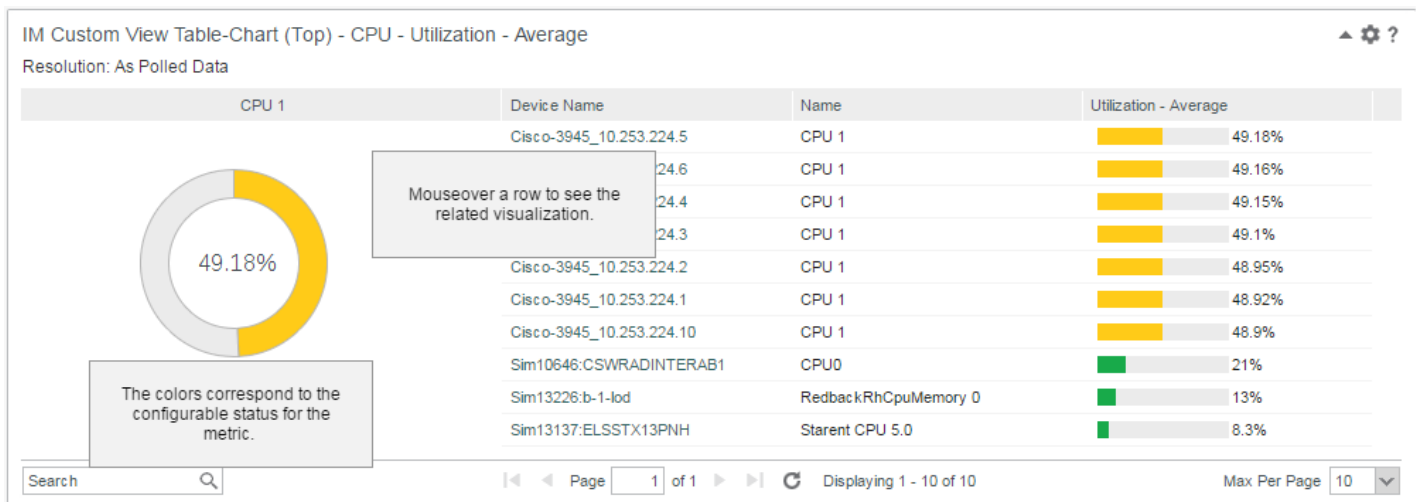 IM Custom View Table-Chart (Top) - CPU - Utilization - Average
?
Resolution: As Polled Data
CPU 1 Device Name Name Utilization - Average
Cisco-3945_10.253.224.5 CPU 1 49.18%
24.6 CPU 1 49.16%
24.4 CPU 1 49.15%
24.3 CPU 1 49.1%
Cisco-3945_10.253.224.2 CPU 1 48.95%
Cisco-3945_10.253.224.1 CPU 1 48.92%
Cisco-3945_10.253.224.10 CPU 1 48.9%
Sim10646:CSWRADINTERAB1 CPU0 21%
Sim13226:b-1-lod RedbackRhCpuMemory 0 13%
Sim13137:ELSSTX13PNH Starent CPU 5.0 8.3%
Mouseover a row to see the
related visualization.
49.18%
The colors correspond to the
configurable status for the
metric.
Search Page 1 of 1 Displaying 1 - 10 of 10 Max Per Page 10